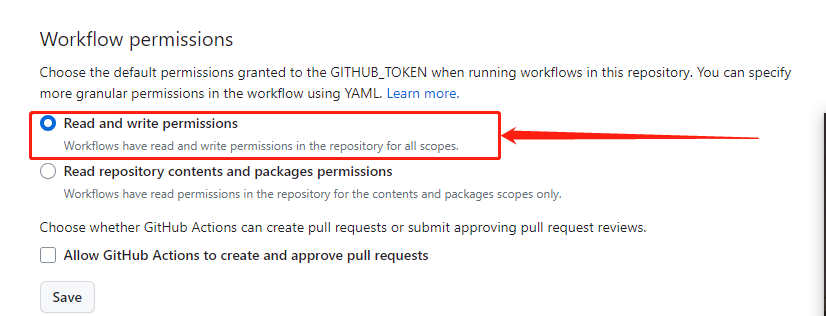 Workflow permissions
Choose the default permissions granted to the GITHUB_TOKEN when running workflows in this repository. You can specify
more granular permissions in the workflow using YAML. Learn more.
Read and write permissions
Workflows have read and write permissions in the repository for all scopes.
Read repository contents and packages permissions
Workflows have read permissions in the repository for the contents and packages scopes only.
Choose whether GitHub Actions can create pull requests or submit approving pull request reviews.
Allow GitHub Actions to create and approve pull requests
Save